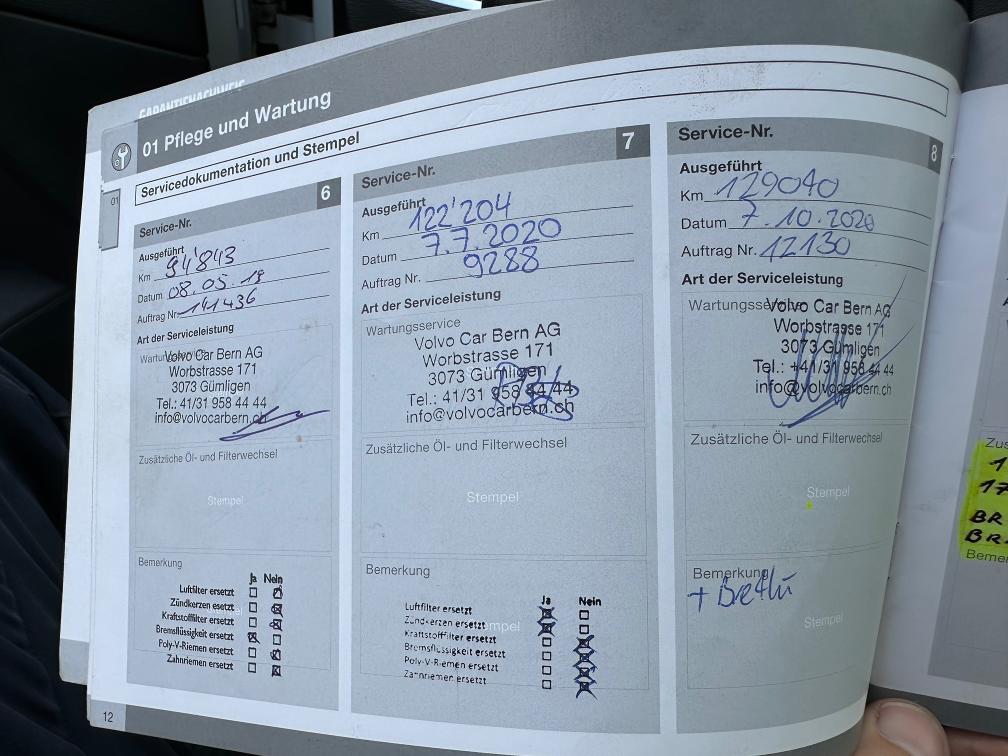 GARANTIENACHWEIS
01 Pflege und Wartung
01
Servicedokumentation und Stempel
Service-Nr. 6
Ausgeführt
Km 94'843
Datum 08.05.19
Auftrag Nr. 141436
Art der Serviceleistung
Volvo Car Bern AG
Worbstrasse 171
3073 Gümligen
Tel.: 41/31 958 44 44
info@volvocarbern.ch
Zusätzliche Öl- und Filterwechsel
Stempel
Bemerkung
Ja Nein
Luftfilter ersetzt
Zündkerzen ersetzt
Kraftstofffilter ersetzt
Bremsflüssigkeit ersetzt
Poly-V-Riemen ersetzt
Zahnriemen ersetzt
12
Service-Nr. 7
Ausgeführt
Km 122'204
Datum 7.7.2020
Auftrag Nr. 9288
Art der Serviceleistung
Wartungsservice
Volvo Car Bern AG
Worbstrasse 171
3073 Gümligen
Tel.: 41/31 958 44 44
info@volvocarbern.ch
Zusätzliche Öl- und Filterwechsel
Stempel
Bemerkung
Ja Nein
Luftfilter ersetzt
Zündkerzen ersetzt
Kraftstofffilter ersetzt
Bremsflüssigkeit ersetzt
Poly-V-Riemen ersetzt
Zahnriemen ersetzt
Service-Nr. 8
Ausgeführt
Km 129040
Datum 7.10.2020
Auftrag Nr. 12130
Art der Serviceleistung
Volvo Car Bern AG
Worbstrasse 171
3073 Gümligen
Tel.: +41/31 958 44 44
info@volvocarbern.ch
Zusätzliche Öl- und Filterwechsel
Stempel
Bemerkung
Stempel